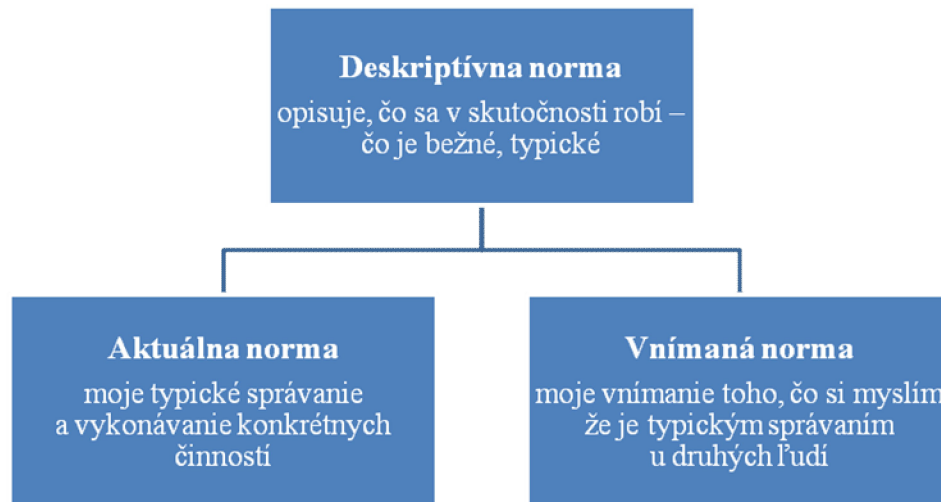 Deskriptívna norma
opisuje, čo sa v skutočnosti robí –
čo je bežné, typické
Aktuálna norma
moje typické správanie
a vykonávanie konkrétnych
činností
Vnímaná norma
moje vnímanie toho, čo si myslím
že je typickým správaním
u druhých ľudí